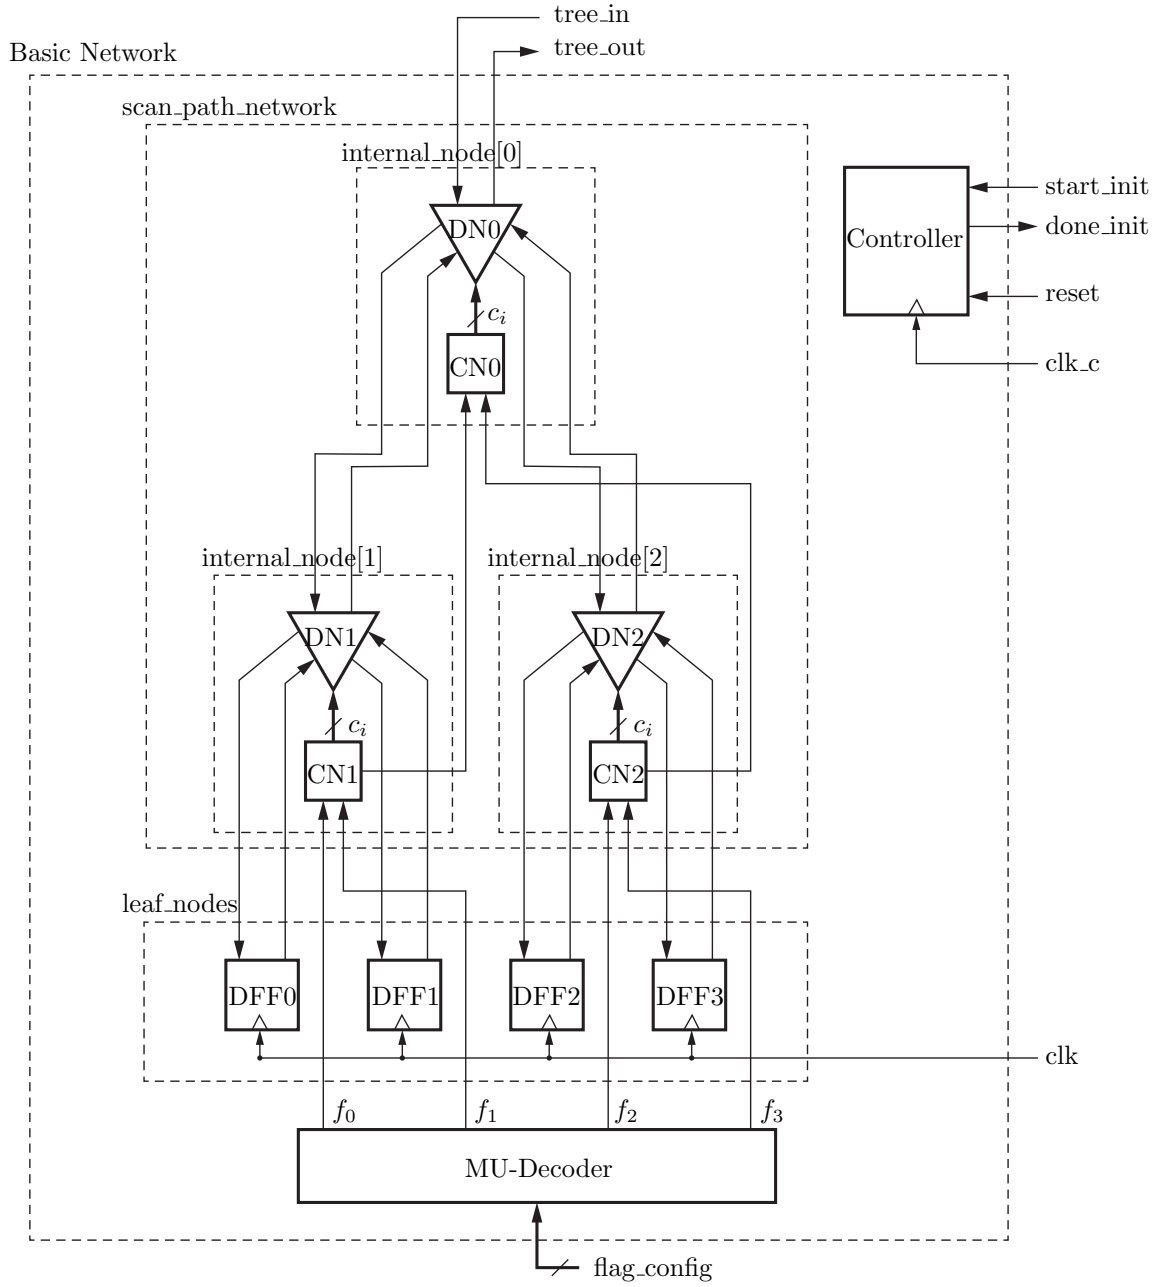 tree_in
tree_out
Basic Network
scan_path_network
internal_node[0]
DN0
start_init
done_init
Controller
reset
c_i
CN0
clk_c
internal_node[1]
internal_node[2]
DN1
DN2
c_i
c_i
CN1
CN2
leaf_nodes
DFF0
DFF1
DFF2
DFF3
clk
f_0
f_1
f_2
f_3
MU-Decoder
flag_config